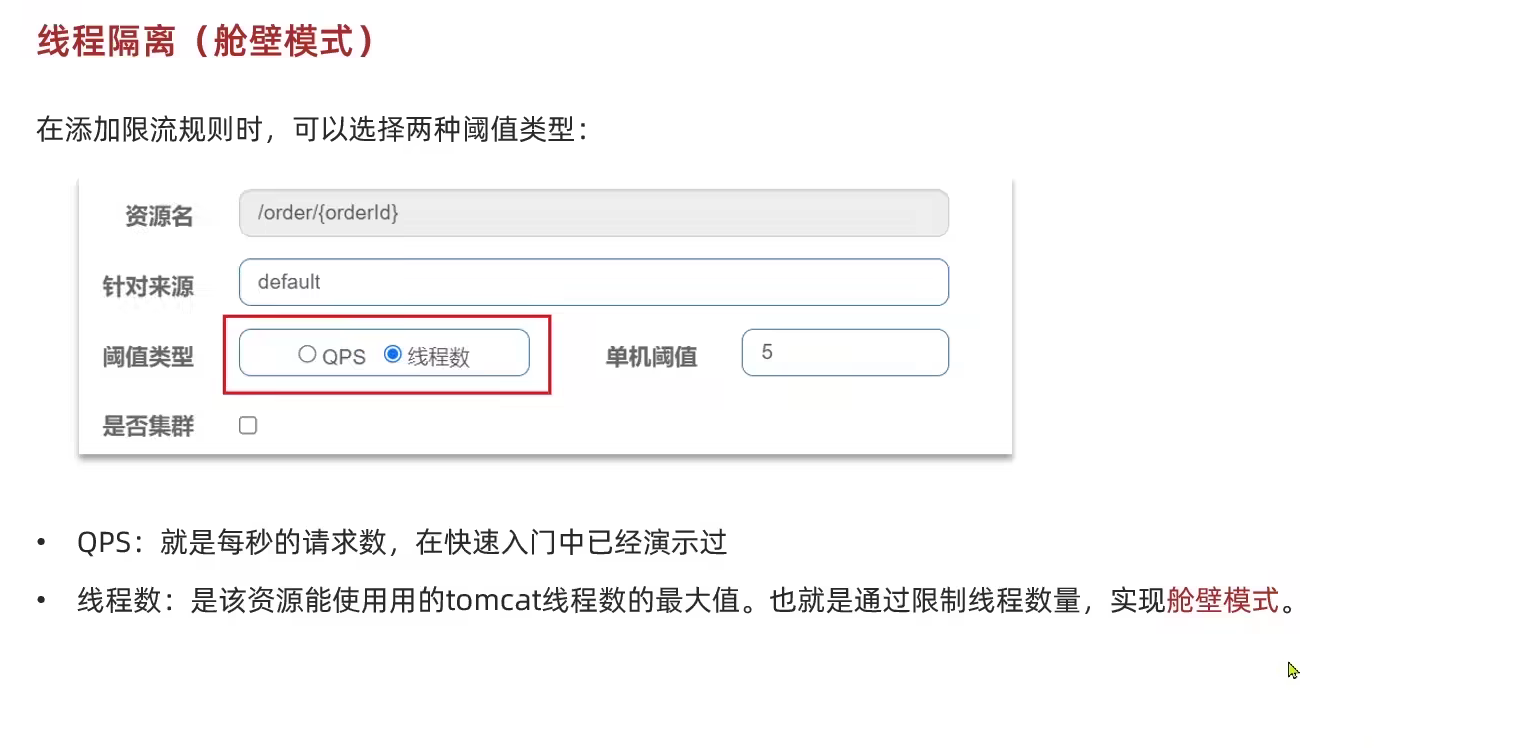 线程隔离（舱壁模式）
在添加限流规则时，可以选择两种阈值类型：
资源名 /order/{orderId}
针对来源 default
阈值类型 QPS 线程数 单机阈值 5
是否集群
• QPS：就是每秒的请求数，在快速入门中已经演示过
• 线程数：是该资源能使用用的tomcat线程数的最大值。也就是通过限制线程数量，实现舱壁模式。